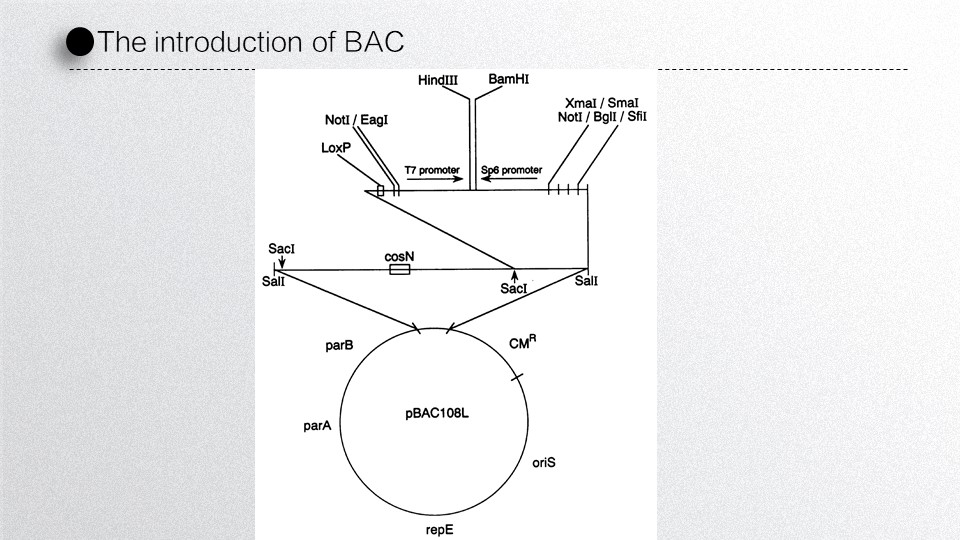 The introduction of BAC
HindIII BamHI
XmaI / SmaI
NotI / BglI / SfiI
NotI / EagI
LoxP
T7 promoter Sp6 promoter
SacI
cosN
SalI
SacI
SalI
parB
CMᴿ
pBAC108L
parA
oriS
repE